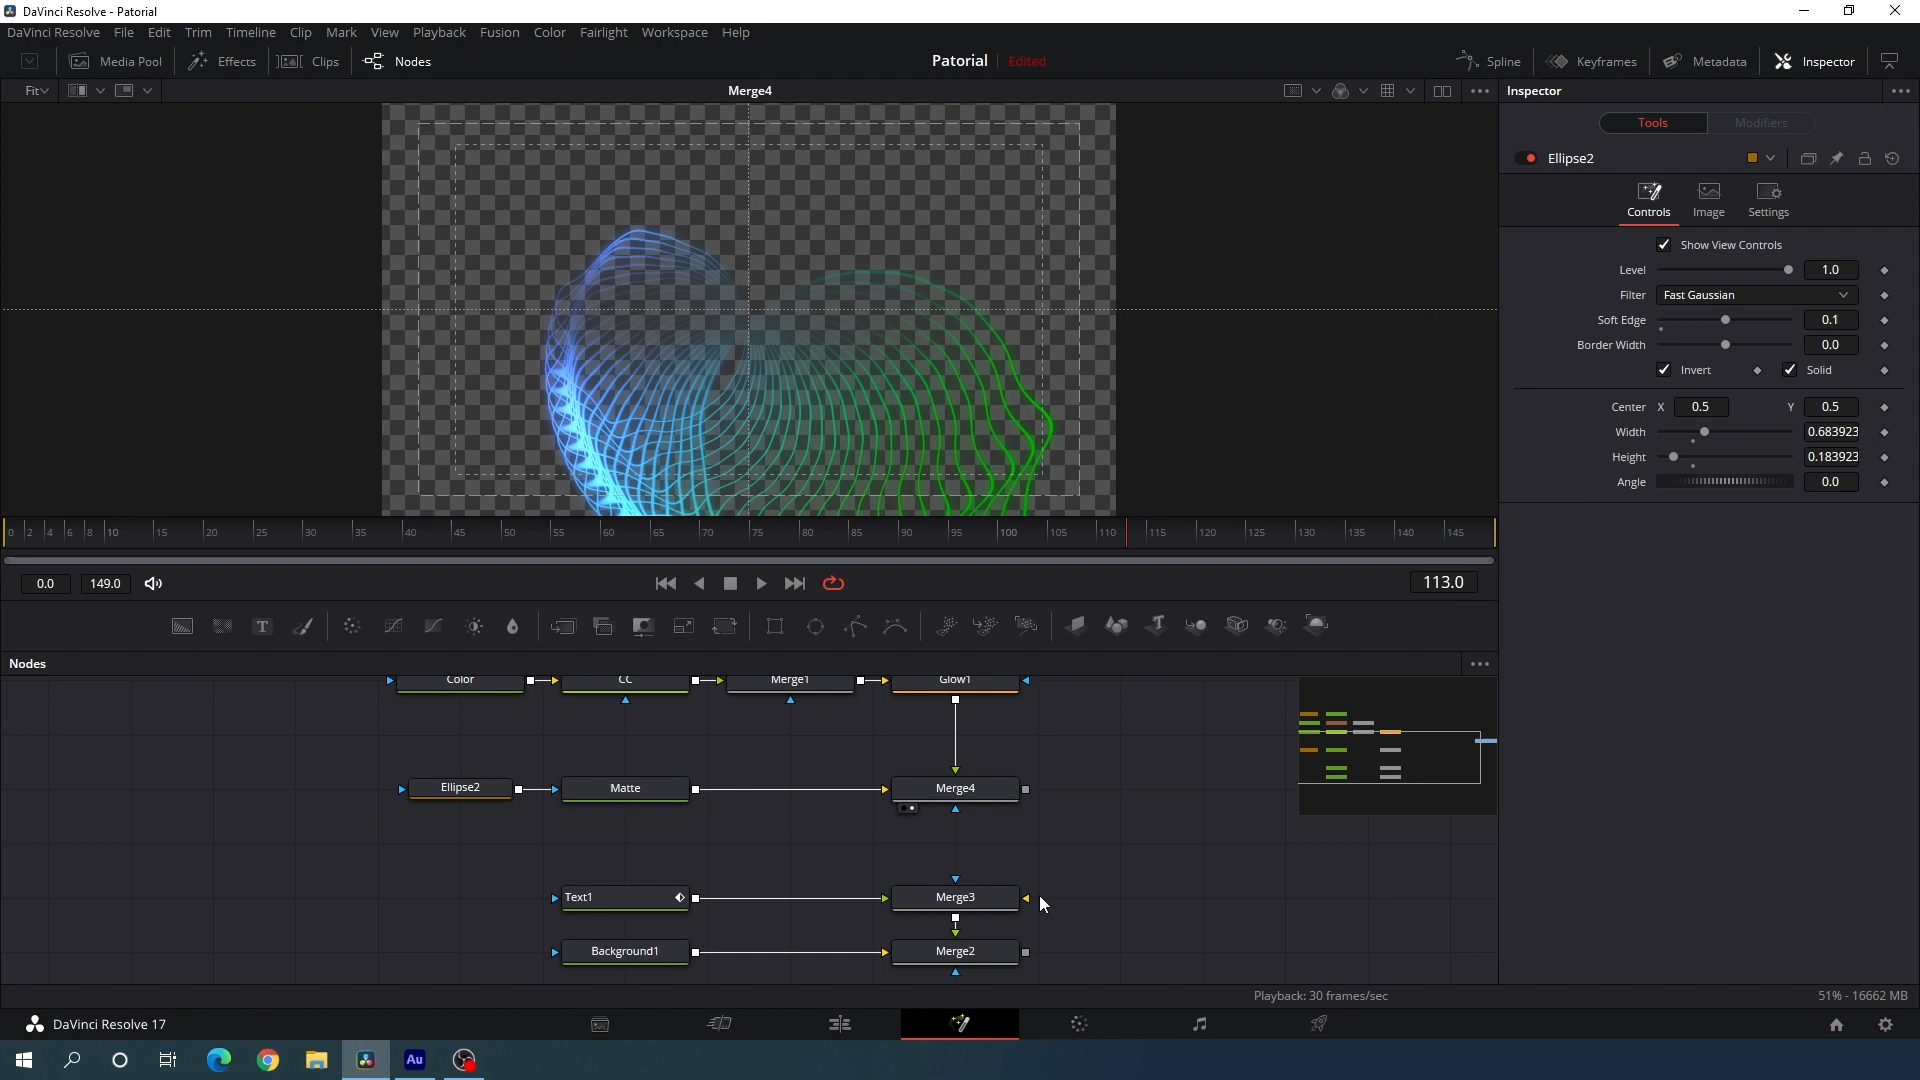 DaVinci Resolve - Patorial
DaVinci Resolve File Edit Trim Timeline Clip Mark View Playback Fusion Color Fairlight Workspace Help
Media Pool Effects Clips Nodes Patorial Edited Spline Keyframes Metadata Inspector
Fit Merge4 Inspector
Tools Modifiers
Ellipse2
Controls Image Settings
Show View Controls
Level 1.0
Filter Fast Gaussian
Soft Edge 0.1
Border Width 0.0
Invert Solid
Center X 0.5 Y 0.5
Width 0.683923
Height 0.183923
Angle 0.0
0 2 4 6 8 10 15 20 25 30 35 40 45 50 55 60 65 70 75 80 85 90 95 100 105 110 115 120 125 130 135 140 145
0.0 149.0 113.0
T T
Nodes
Color CC Merge1 Glow1
Ellipse2 Matte Merge4
Text1 Merge3
Background1 Merge2
Playback: 30 frames/sec 51% - 16662 MB
DaVinci Resolve 17
Au